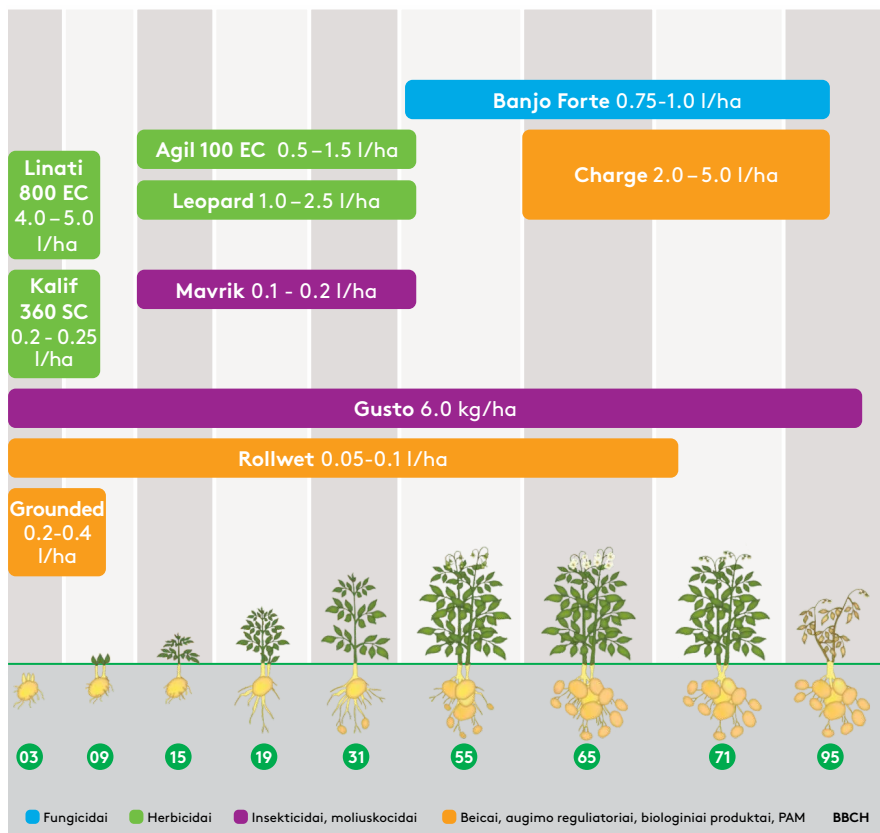 Banjo Forte 0.75-1.0 l/ha
Agil 100 EC 0.5–1.5 l/ha
Charge 2.0–5.0 l/ha
Linati
800 EC
4.0–5.0
l/ha
Leopard 1.0–2.5 l/ha
Kalif
360 SC
0.2 - 0.25
l/ha
Mavrik 0.1 - 0.2 l/ha
Gusto 6.0 kg/ha
Rollwet 0.05-0.1 l/ha
Grounded
0.2-0.4
l/ha
03 09 15 19 31 55 65 71 95
Fungicidai Herbicidai Insekticidai, moliuskocidai Beicai, augimo reguliatoriai, biologiniai produktai, PAM BBCH